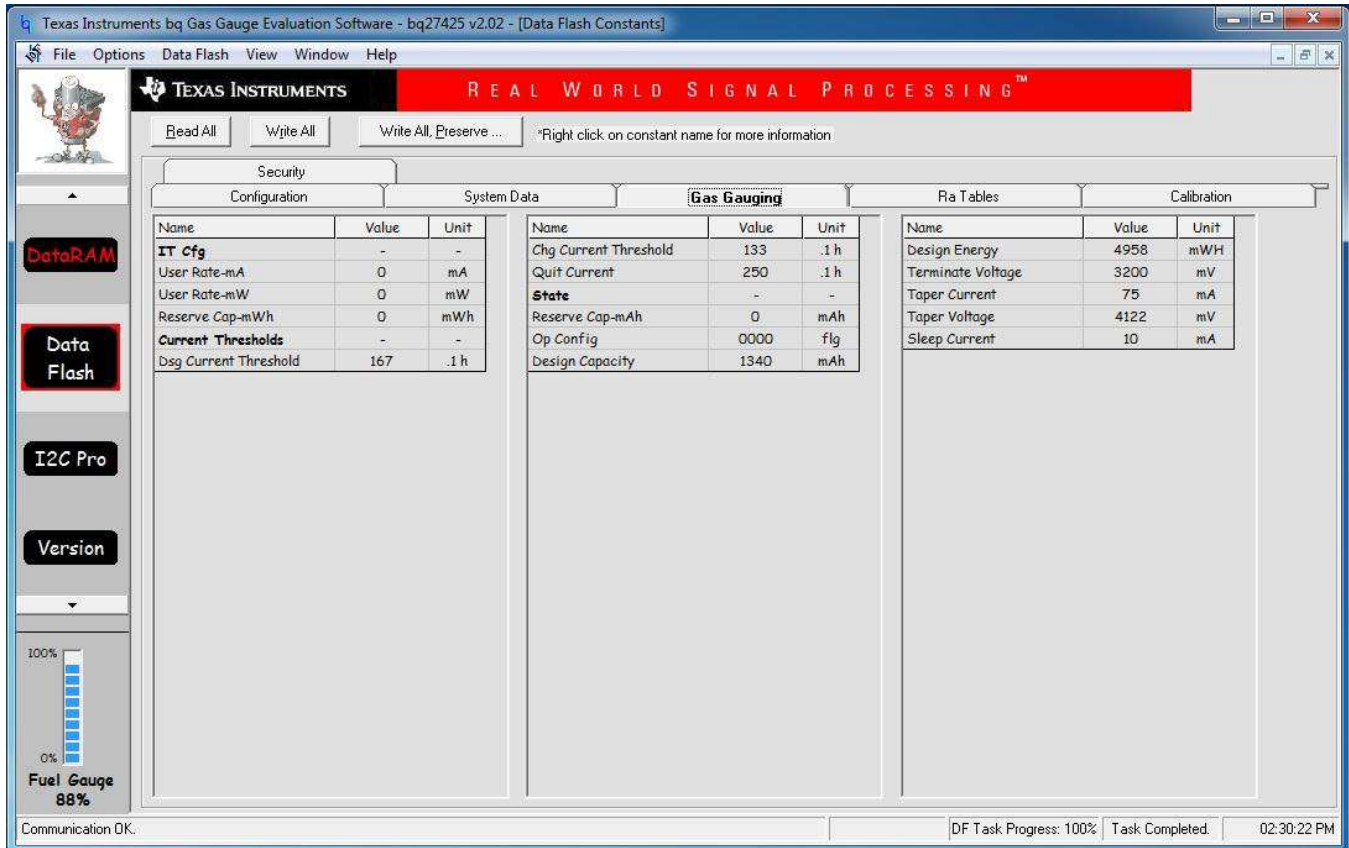 Texas Instruments bq Gas Gauge Evaluation Software - bq27425 v2.02 - [Data Flash Constants]
File Options Data Flash View Window Help
TEXAS INSTRUMENTS REAL WORLD SIGNAL PROCESSING™
Read All Write All Write All, Preserve ... *Right click on constant name for more information
Security
Configuration System Data Gas Gauging Ra Tables Calibration
DataRAM
Data
Flash
I2C Pro
Version
100%
0%
Fuel Gauge
88%
Name Value Unit
IT Cfg - -
User Rate-mA 0 mA
User Rate-mW 0 mW
Reserve Cap-mWh 0 mWh
Current Thresholds - -
Dsg Current Threshold 167 .1 h
Name Value Unit
Chg Current Threshold 133 .1 h
Quit Current 250 .1 h
State - -
Reserve Cap-mAh 0 mAh
Op Config 0000 flg
Design Capacity 1340 mAh
Name Value Unit
Design Energy 4958 mWH
Terminate Voltage 3200 mV
Taper Current 75 mA
Taper Voltage 4122 mV
Sleep Current 10 mA
Communication OK. DF Task Progress: 100% Task Completed. 02:30:22 PM